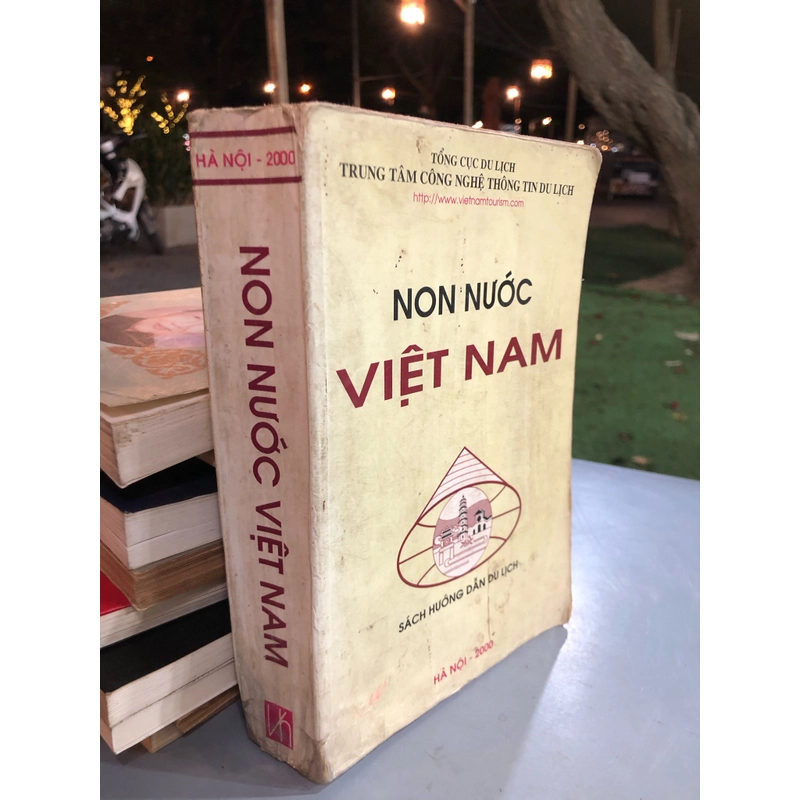 HÀ NỘI - 2000
NON NƯỚC VIỆT NAM
TỔNG CỤC DU LỊCH
TRUNG TÂM CÔNG NGHỆ THÔNG TIN DU LỊCH
http://www.vietnamtourism.com
NON NƯỚC
VIỆT NAM
SÁCH HƯỚNG DẪN DU LỊCH
HÀ NỘI - 2000